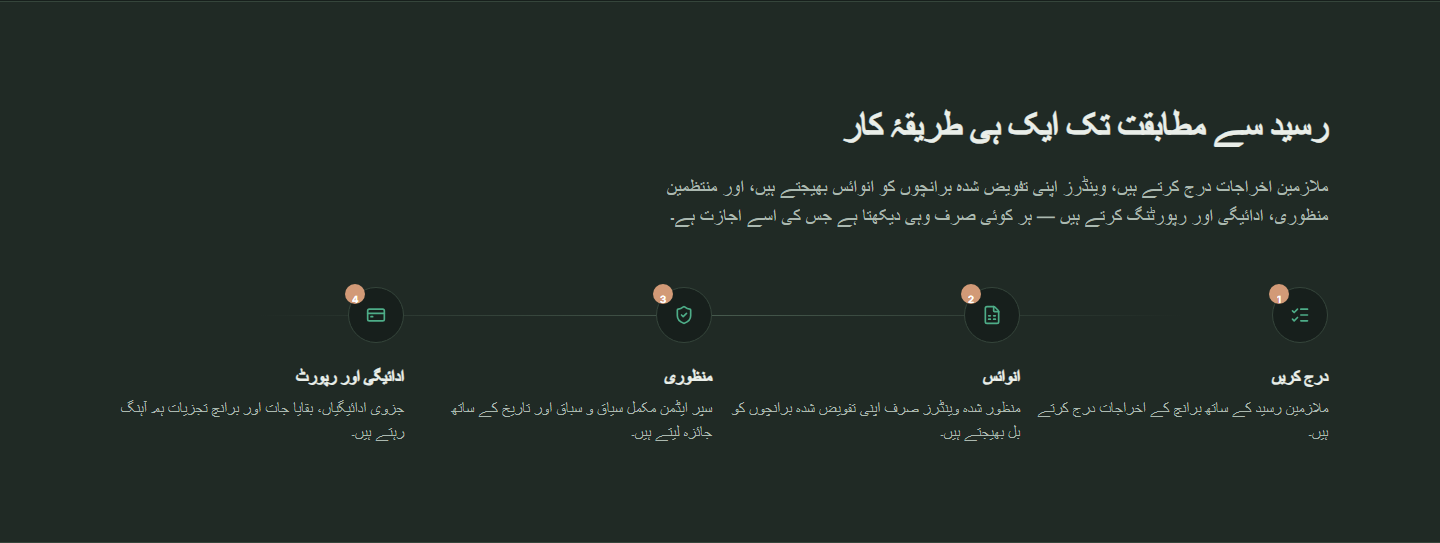 رسید سے مطابقت تک ایک ہی طریقۂ کار
ملازمین اخراجات درج کرتے ہیں، وینڈرز اپنی تفویض شدہ برانچوں کو انوائس بھیجتے ہیں، اور منتظمین
منظوری، ادائیگی اور رپورٹنگ کرتے ہیں — ہر کوئی صرف وہی دیکھتا ہے جس کی اسے اجازت ہے۔
1
درج کریں
ملازمین رسید کے ساتھ برانچ کے اخراجات درج کرتے
ہیں۔
2
انوائس
منظور شدہ وینڈرز صرف اپنی تفویض شدہ برانچوں کو
بل بھیجتے ہیں۔
3
منظوری
سپر ایڈمن مکمل سیاق و سباق اور تاریخ کے ساتھ
جائزہ لیتے ہیں۔
4
ادائیگی اور رپورٹ
جزوی ادائیگیاں، بقایا جات اور برانچ تجزیات ہم آہنگ
رہتے ہیں۔